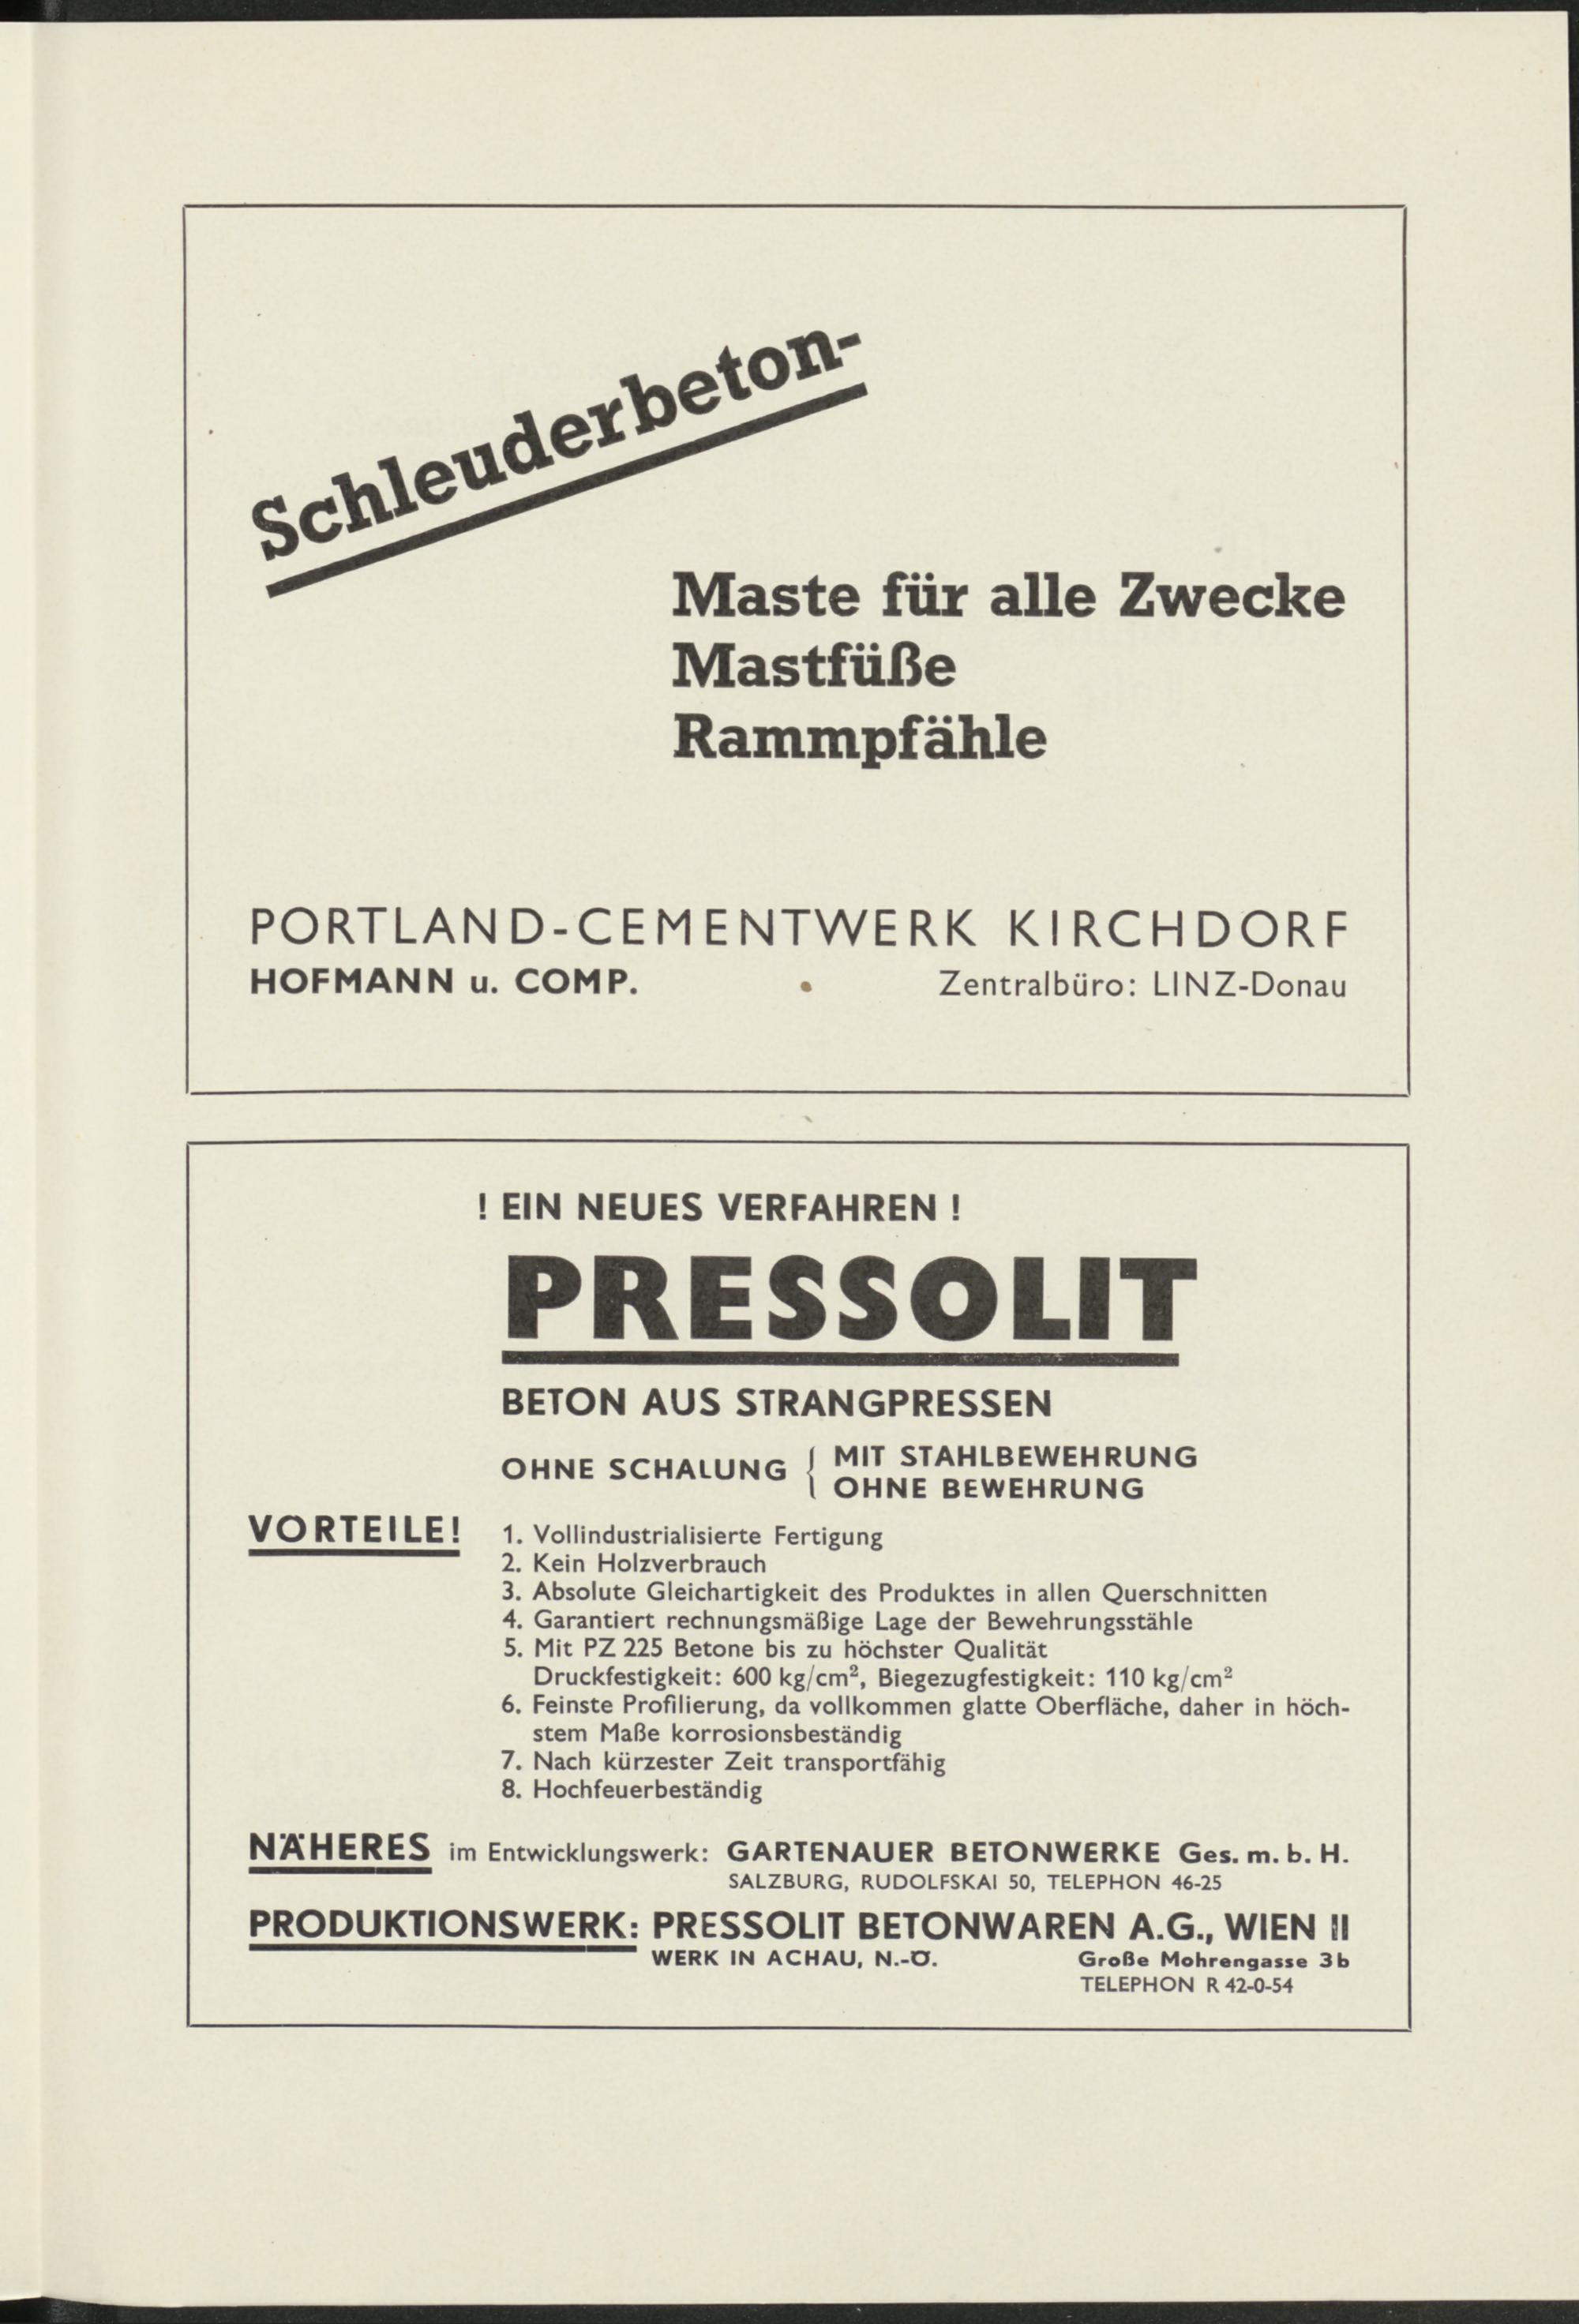 Schleuderbeton-
Maste für alle Zwecke
Mastfüße
Rammpfähle
PORTLAND-CEMENTWERK KIRCHDORF
HOFMANN u. COMP. Zentralbüro: LINZ-Donau
! EIN NEUES VERFAHREN !
PRESSOLIT
BETON AUS STRANGPRESSEN
OHNE SCHALUNG { MIT STAHLBEWEHRUNG
OHNE BEWEHRUNG
VORTEILE! 1. Vollindustrialisierte Fertigung
2. Kein Holzverbrauch
3. Absolute Gleichartigkeit des Produktes in allen Querschnitten
4. Garantiert rechnungsmäßige Lage der Bewehrungsstähle
5. Mit PZ 225 Betone bis zu höchster Qualität
Druckfestigkeit: 600 kg/cm², Biegezugfestigkeit: 110 kg/cm²
6. Feinste Profilierung, da vollkommen glatte Oberfläche, daher in höch-
stem Maße korrosionsbeständig
7. Nach kürzester Zeit transportfähig
8. Hochfeuerbeständig
NÄHERES im Entwicklungswerk: GARTENAUER BETONWERKE Ges. m. b. H.
SALZBURG, RUDOLFSKAI 50, TELEPHON 46-25
PRODUKTIONSWERK: PRESSOLIT BETONWAREN A.G., WIEN II
WERK IN ACHAU, N.-Ö. Große Mohrengasse 3b
TELEPHON R 42-0-54